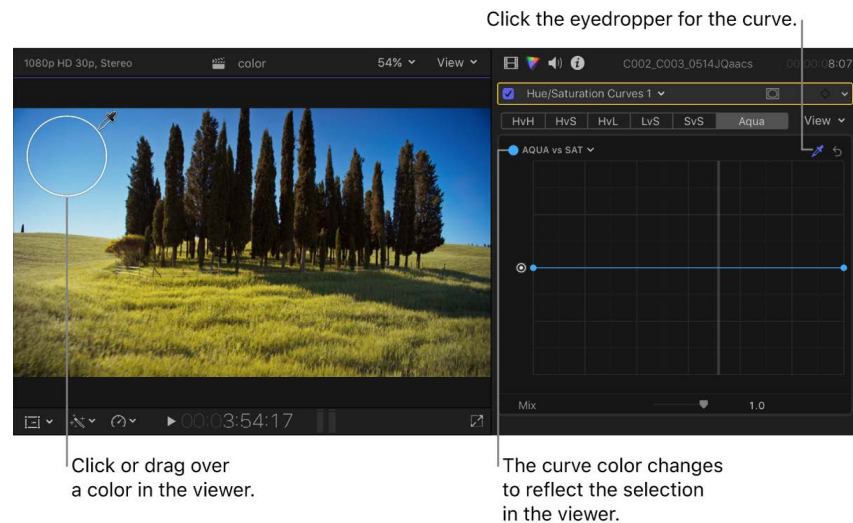 Click the eyedropper for the curve.
1080p HD 30p, Stereo
color
54%
View
C002_C003_0514JQaacs
00:00:08:07
Hue/Saturation Curves 1
HvH
HvS
HvL
LvS
SvS
Aqua
View
AQUA vs SAT
Mix
1.0
00:03:54:17
Click or drag over
a color in the viewer.
The curve color changes
to reflect the selection
in the viewer.